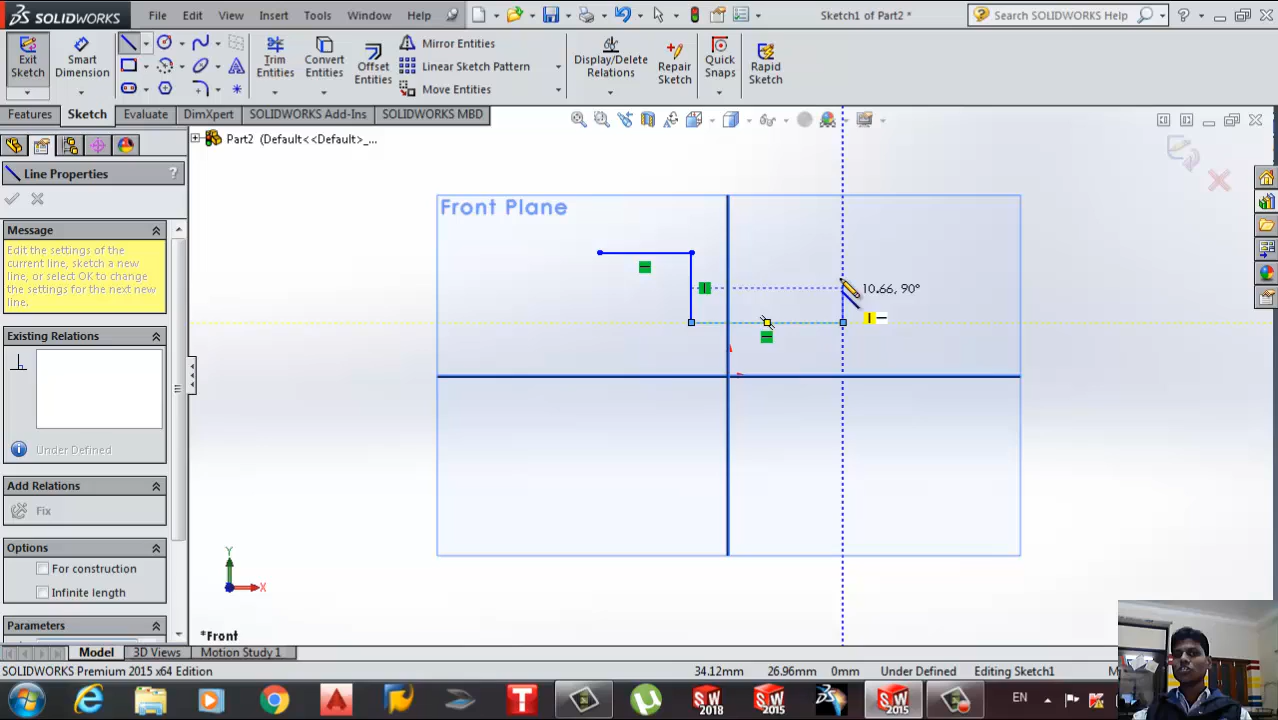 SOLIDWORKS File Edit View Insert Tools Window Help Sketch1 of Part2 * Search SOLIDWORKS Help
Exit Sketch
Smart Dimension
Trim Entities
Convert Entities
Offset Entities
Mirror Entities
Linear Sketch Pattern
Move Entities
Display/Delete Relations
Repair Sketch
Quick Snaps
Rapid Sketch
Features Sketch Evaluate DimXpert SOLIDWORKS Add-Ins SOLIDWORKS MBD
Part2 (Default<<Default>_...
Line Properties ?
Message
Edit the settings of the
current line, sketch a new
line, or select OK to change
the settings for the next new
line.
Existing Relations
Under Defined
Add Relations
Fix
Options
For construction
Infinite length
Parameters
Front Plane
10.66, 90°
Y
X
*Front
Model 3D Views Motion Study 1
SOLIDWORKS Premium 2015 x64 Edition 34.12mm 26.96mm 0mm Under Defined Editing Sketch1
SW 2018 SW 2015 SW 2015 EN